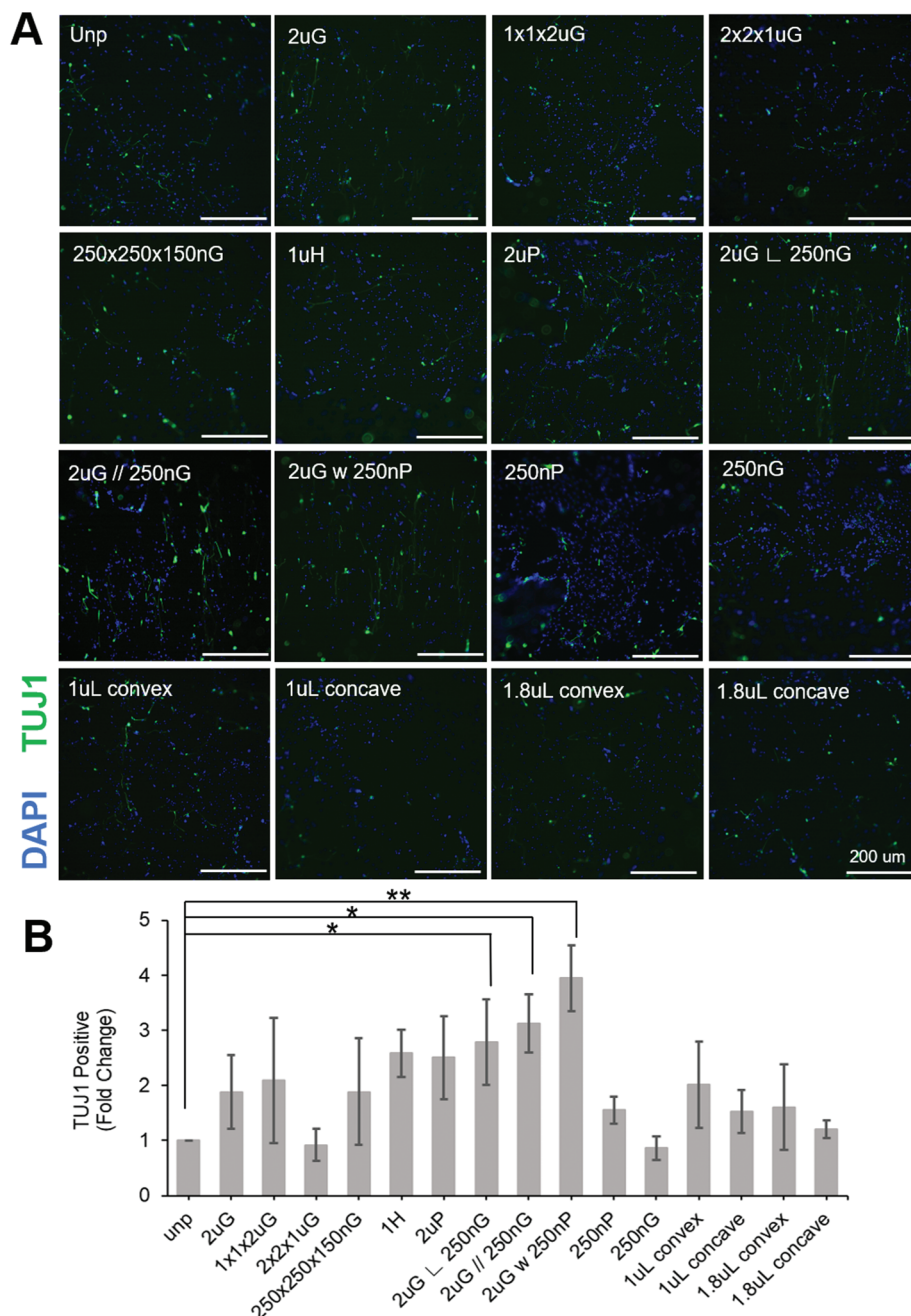 A
Unp
2uG
1x1x2uG
2x2x1uG
250x250x150nG
1uH
2uP
2uG ∟ 250nG
2uG // 250nG
2uG w 250nP
250nP
250nG
1uL convex
1uL concave
1.8uL convex
1.8uL concave
200 um
DAPI TUJ1
B
**
*
*
TUJ1 Positive
(Fold Change)
5
4
3
2
1
0
unp
2uG
1x1x2uG
2x2x1uG
250x250x150nG
1H
2uP
2uG ∟ 250nG
2uG // 250nG
2uG w 250nP
250nP
250nG
1uL convex
1uL concave
1.8uL convex
1.8uL concave